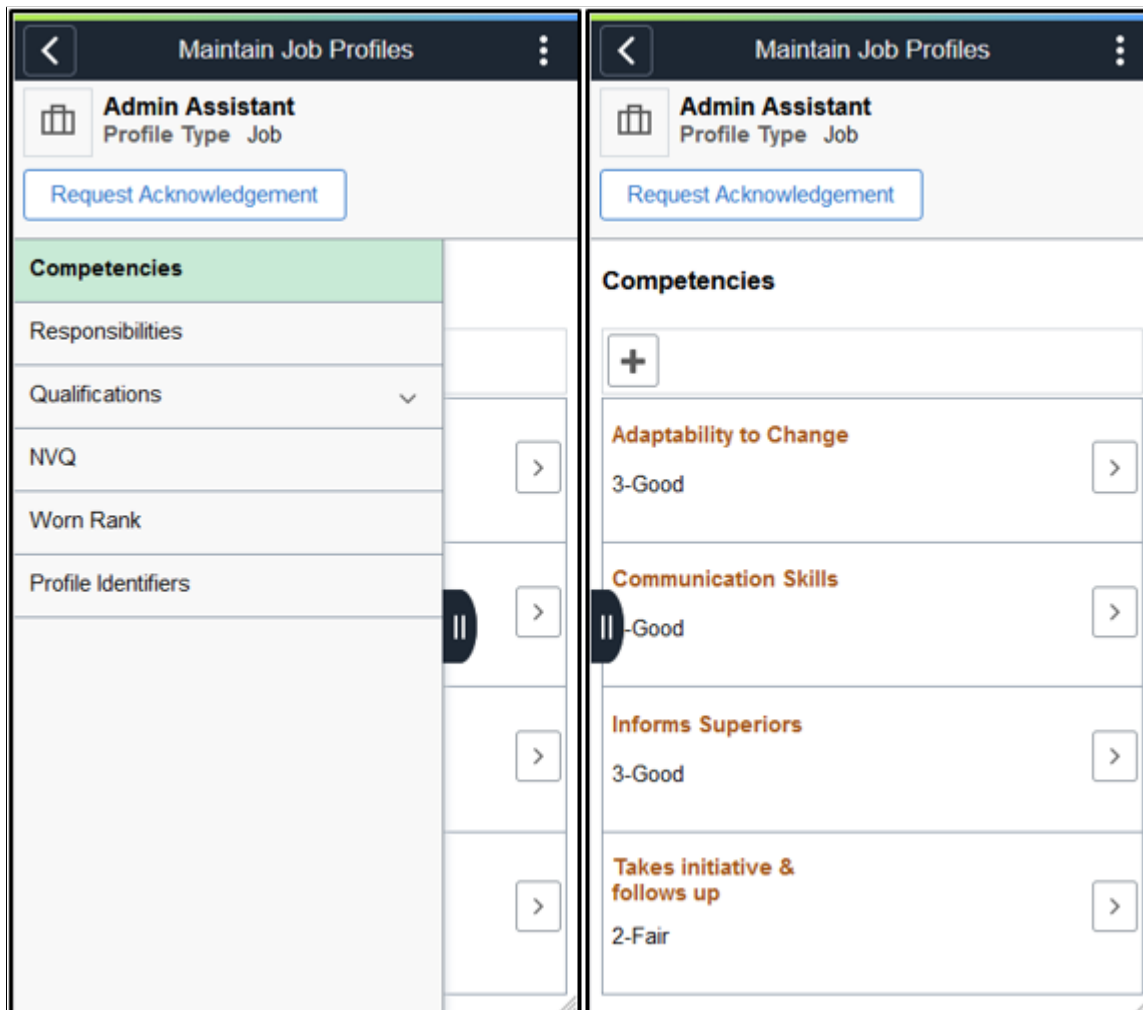 Maintain Job Profiles
Admin Assistant
Profile Type Job
Request Acknowledgement
Competencies
Responsibilities
Qualifications
NVQ
Worn Rank
Profile Identifiers
Maintain Job Profiles
Admin Assistant
Profile Type Job
Request Acknowledgement
Competencies
Adaptability to Change
3-Good
Communication Skills
-Good
Informs Superiors
3-Good
Takes initiative &
follows up
2-Fair